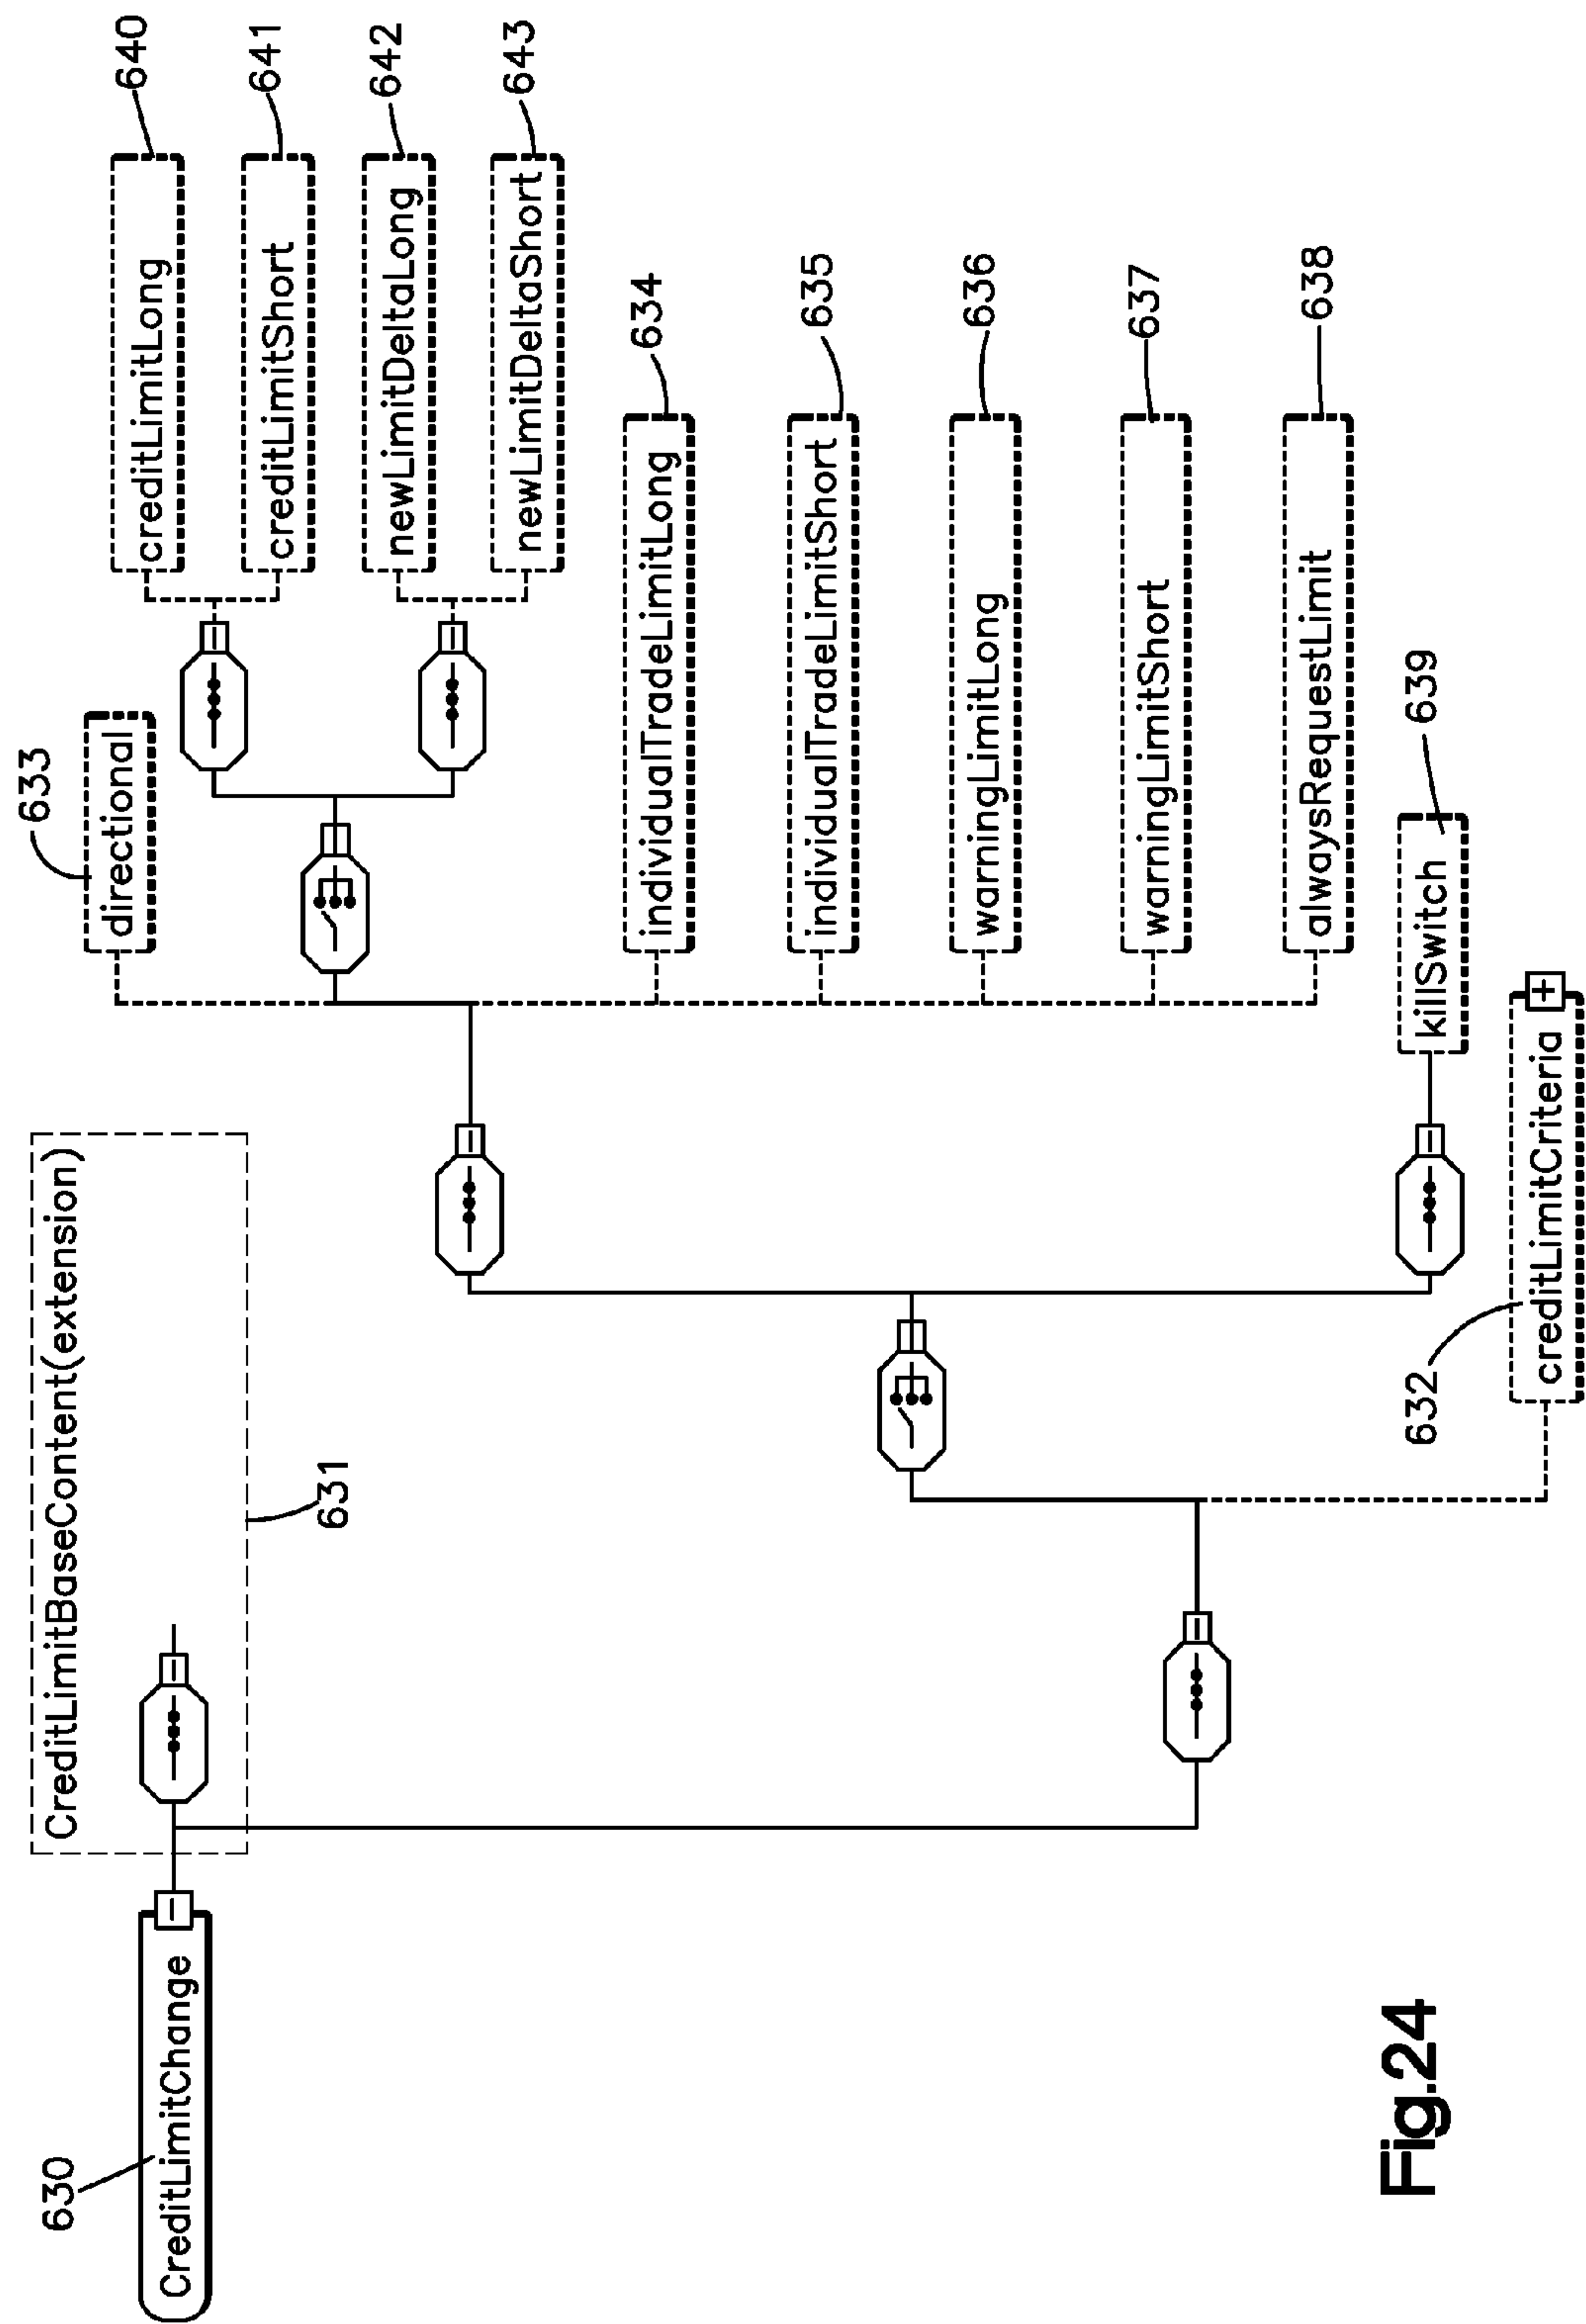 630
CreditLimitChange
CreditLimitBaseContent(extension)
631
633
directional
creditLimitLong
640
creditLimitShort
641
newLimitDeltaLong
642
newLimitDeltaShort
643
individualTradeLimitLong
634
individualTradeLimitShort
635
warningLimitLong
636
warningLimitShort
637
alwaysRequestLimit
638
killSwitch
639
632
creditLimitCriteria
Fig.24